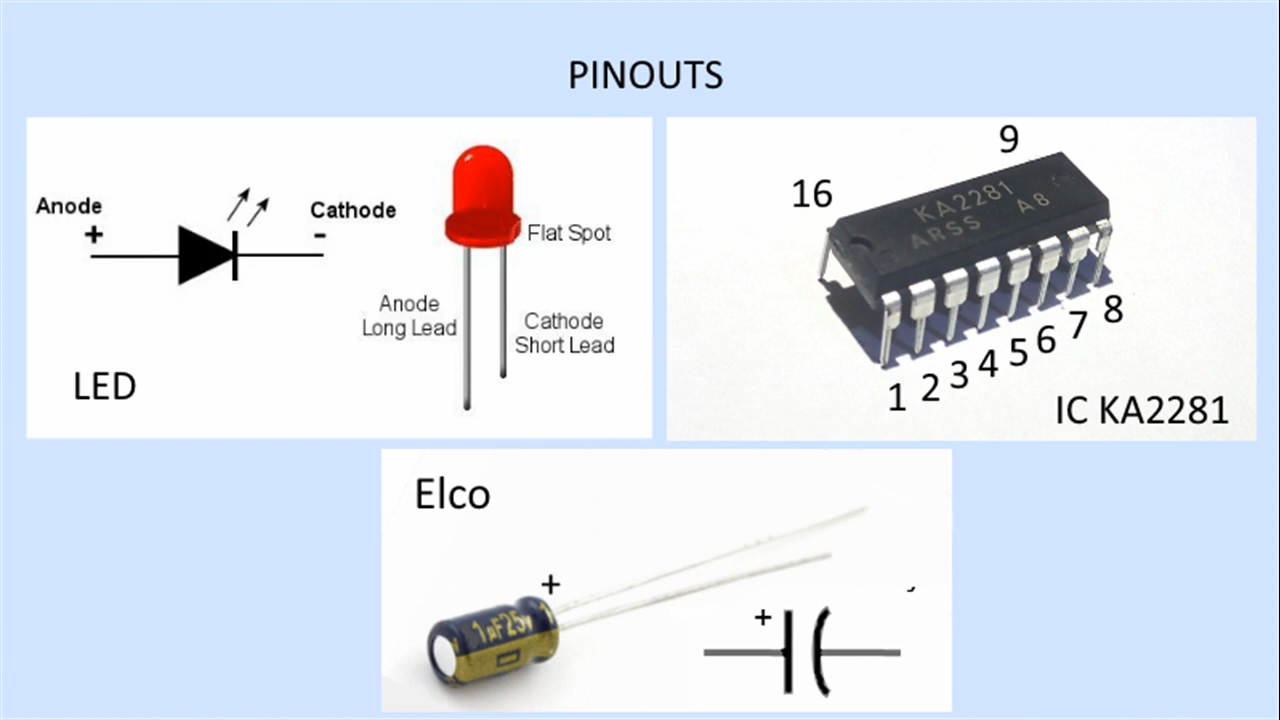 PINOUTS
Anode
+
Cathode
-
Flat Spot
Anode
Long Lead
Cathode
Short Lead
LED
9
16
KA2281
ARSS A8
1 2 3 4 5 6 7 8
IC KA2281
Elco
+
1µF25v
+